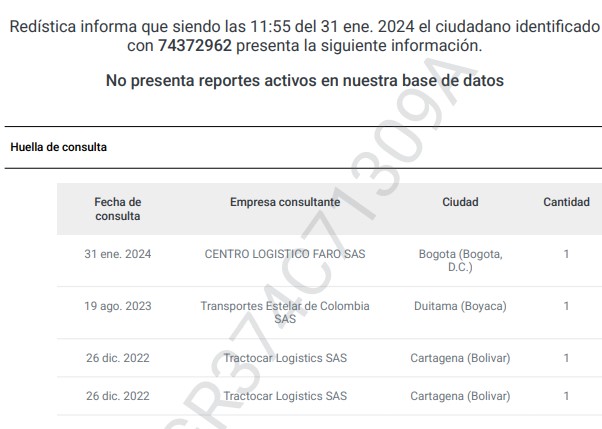 Redística informa que siendo las 11:55 del 31 ene. 2024 el ciudadano identificado
con 74372962 presenta la siguiente información.
No presenta reportes activos en nuestra base de datos
Huella de consulta
Fecha de consulta Empresa consultante Ciudad Cantidad
31 ene. 2024 CENTRO LOGISTICO FARO SAS Bogota (Bogota, D.C.) 1
19 ago. 2023 Transportes Estelar de Colombia SAS Duitama (Boyaca) 1
26 dic. 2022 Tractocar Logistics SAS Cartagena (Bolivar) 1
26 dic. 2022 Tractocar Logistics SAS Cartagena (Bolivar) 1
GR374C71309A